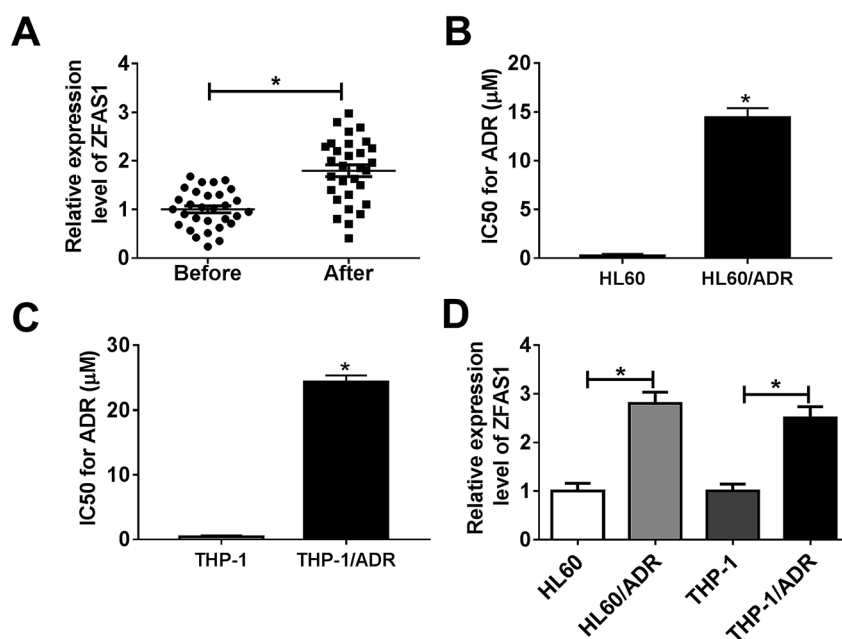 A
Relative expression
level of ZFAS1
4
3
2
1
0
*
Before
After
B
IC50 for ADR (μM)
20
15
10
5
0
*
HL60
HL60/ADR
C
IC50 for ADR (μM)
30
20
10
0
*
THP-1
THP-1/ADR
D
Relative expression
level of ZFAS1
4
3
2
1
0
*
*
HL60
HL60/ADR
THP-1
THP-1/ADR